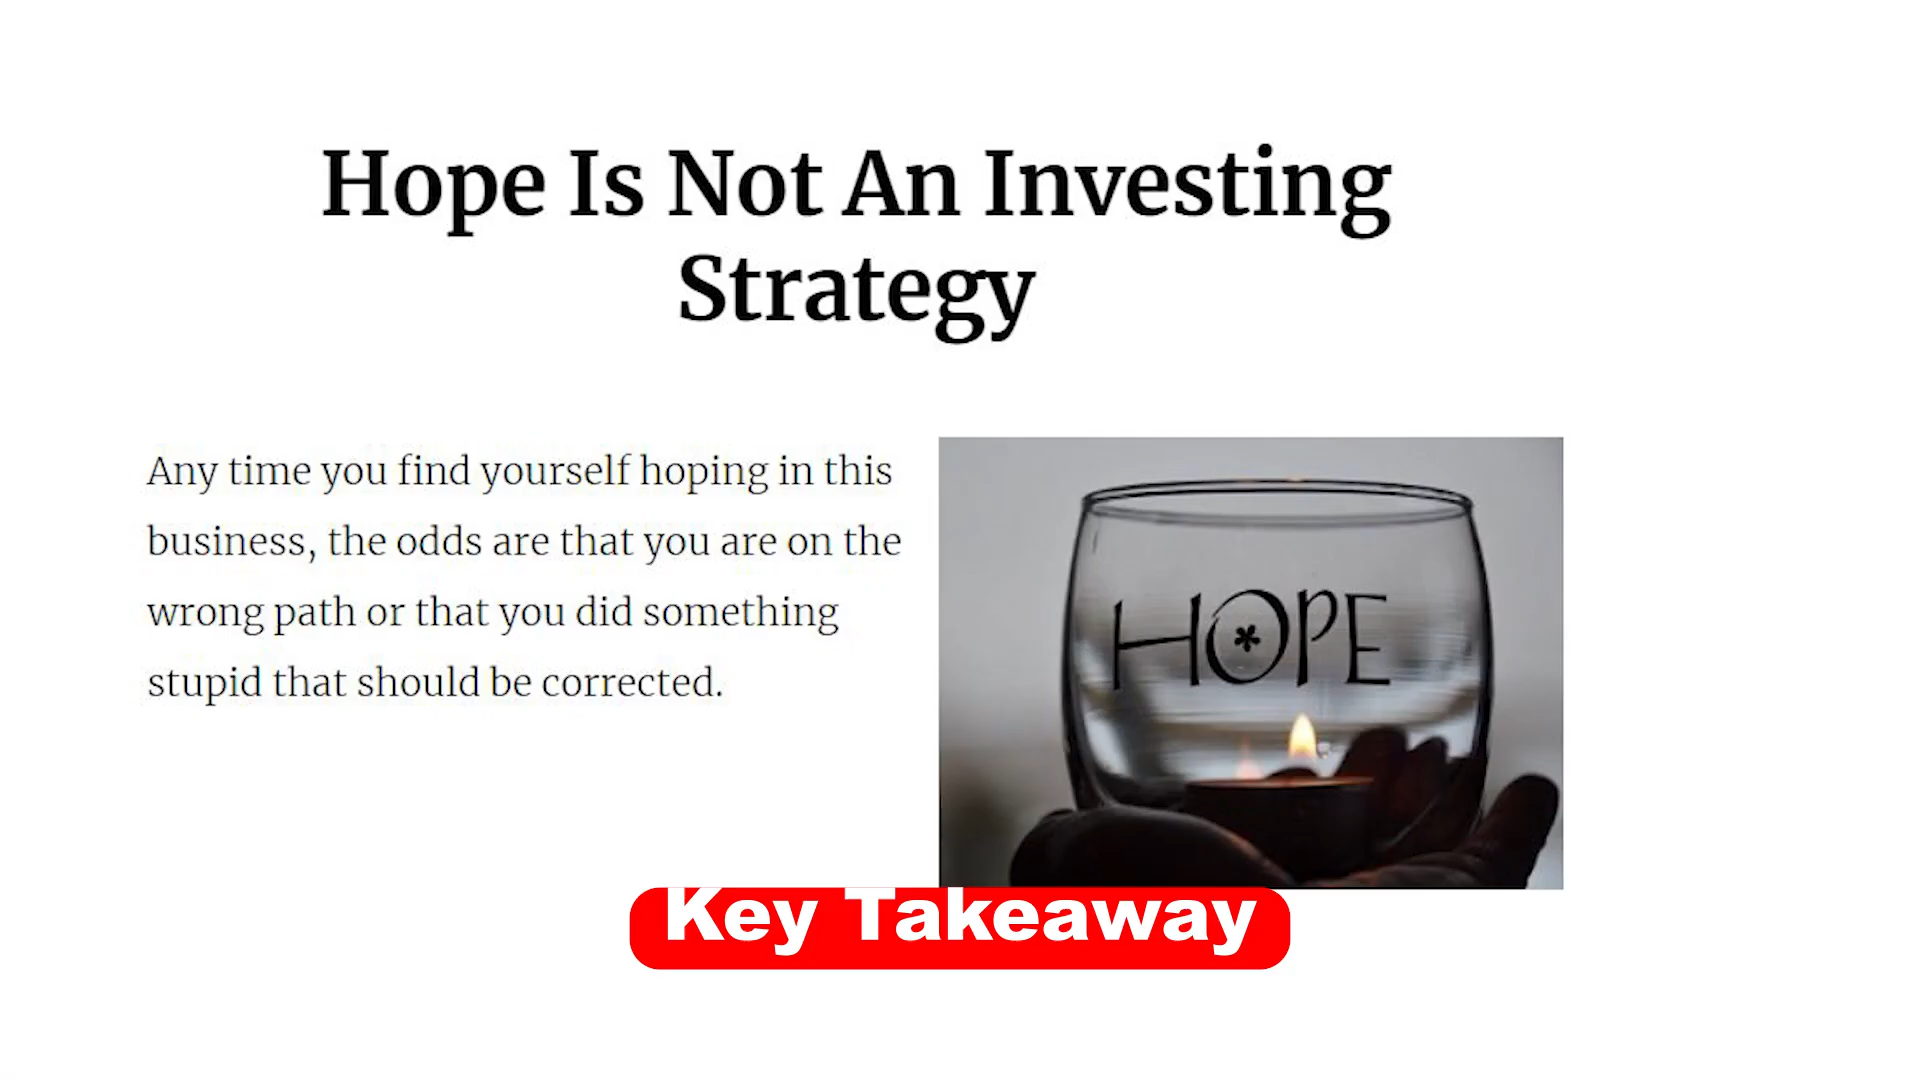 Hope Is Not An Investing
Strategy
Any time you find yourself hoping in this
business, the odds are that you are on the
wrong path or that you did something
stupid that should be corrected.
HOPE
Key Takeaway